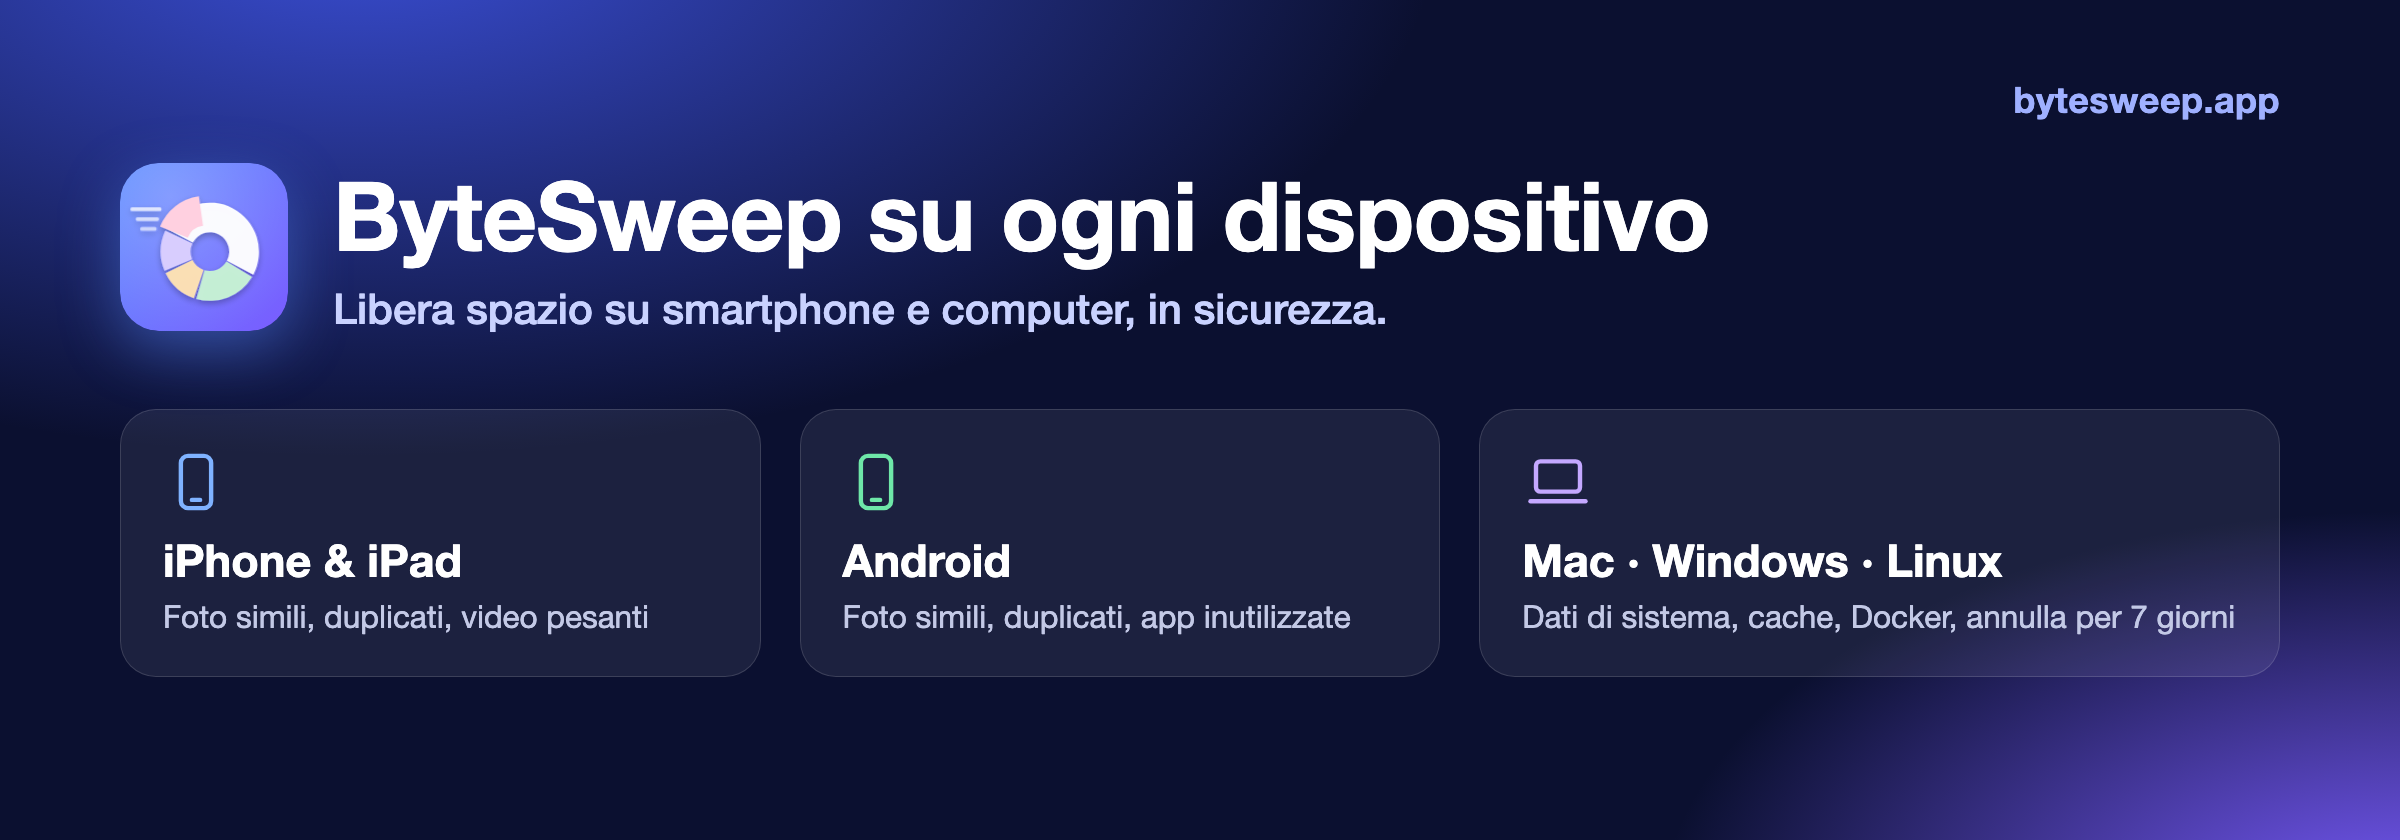 bytesweep.app
ByteSweep su ogni dispositivo
Libera spazio su smartphone e computer, in sicurezza.
iPhone & iPad
Foto simili, duplicati, video pesanti
Android
Foto simili, duplicati, app inutilizzate
Mac · Windows · Linux
Dati di sistema, cache, Docker, annulla per 7 giorni